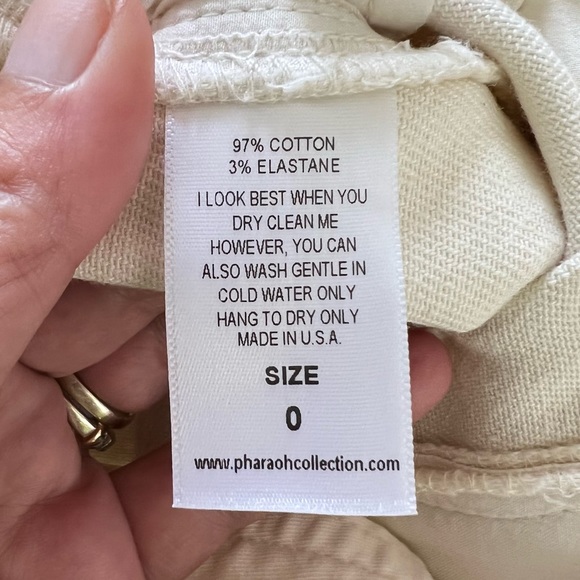 97% COTTON
3% ELASTANE
I LOOK BEST WHEN YOU
DRY CLEAN ME
HOWEVER, YOU CAN
ALSO WASH GENTLE IN
COLD WATER ONLY
HANG TO DRY ONLY
MADE IN U.S.A.
SIZE
0
www.pharaohcollection.com